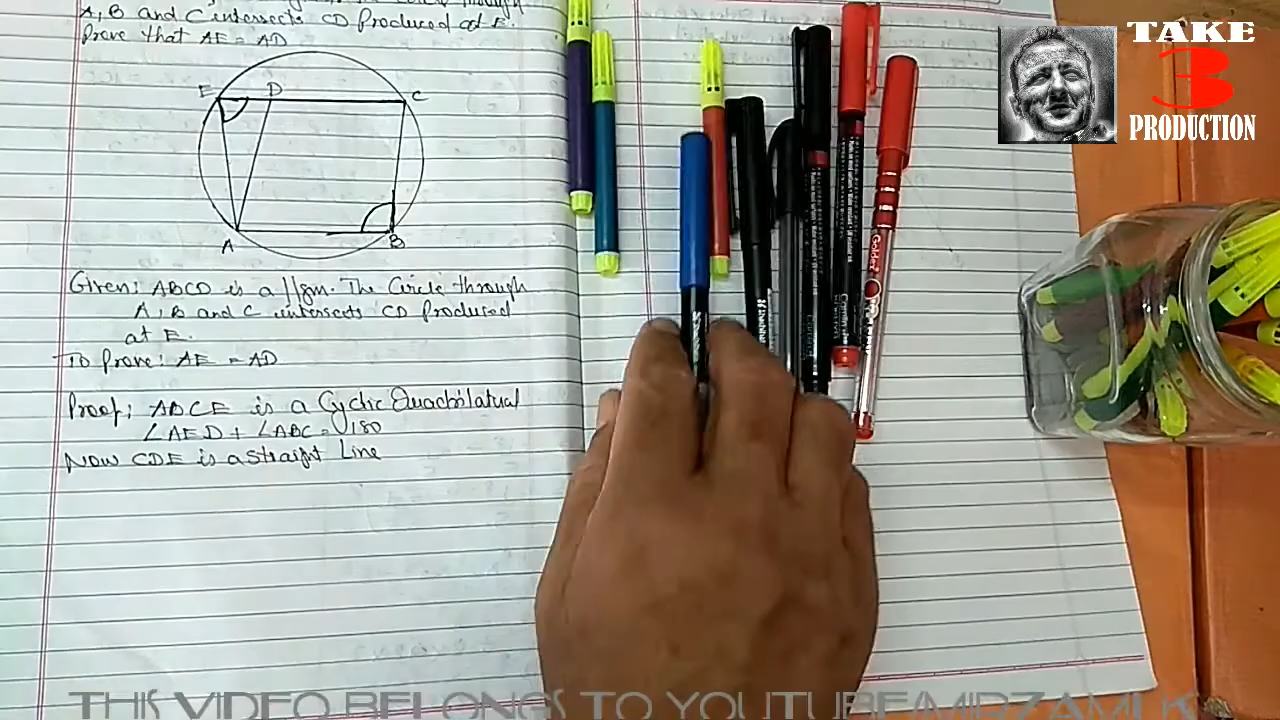 A, B and C intersects CD Produced at E.
Prove that AE = AD
E D C
A B
Given: ABCD is a ||gm. The Circle through
A, B and C intersects CD Produced
at E.
To Prove: AE = AD
Proof: ABCE is a Cyclic Quadrilatual
∠AED + ∠ABC = 180
Now CDE is a straight Line
TAKE
3
PRODUCTION
THIS VIDEO BELONGS TO YOUTUBE/MIRZAMLK